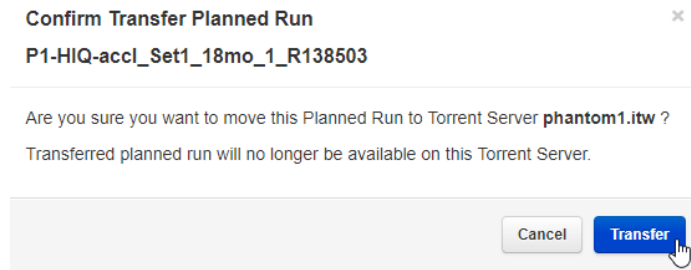 Confirm Transfer Planned Run
×
P1-HIQ-accl_Set1_18mo_1_R138503
Are you sure you want to move this Planned Run to Torrent Server phantom1.itw ?
Transferred planned run will no longer be available on this Torrent Server.
Cancel
Transfer